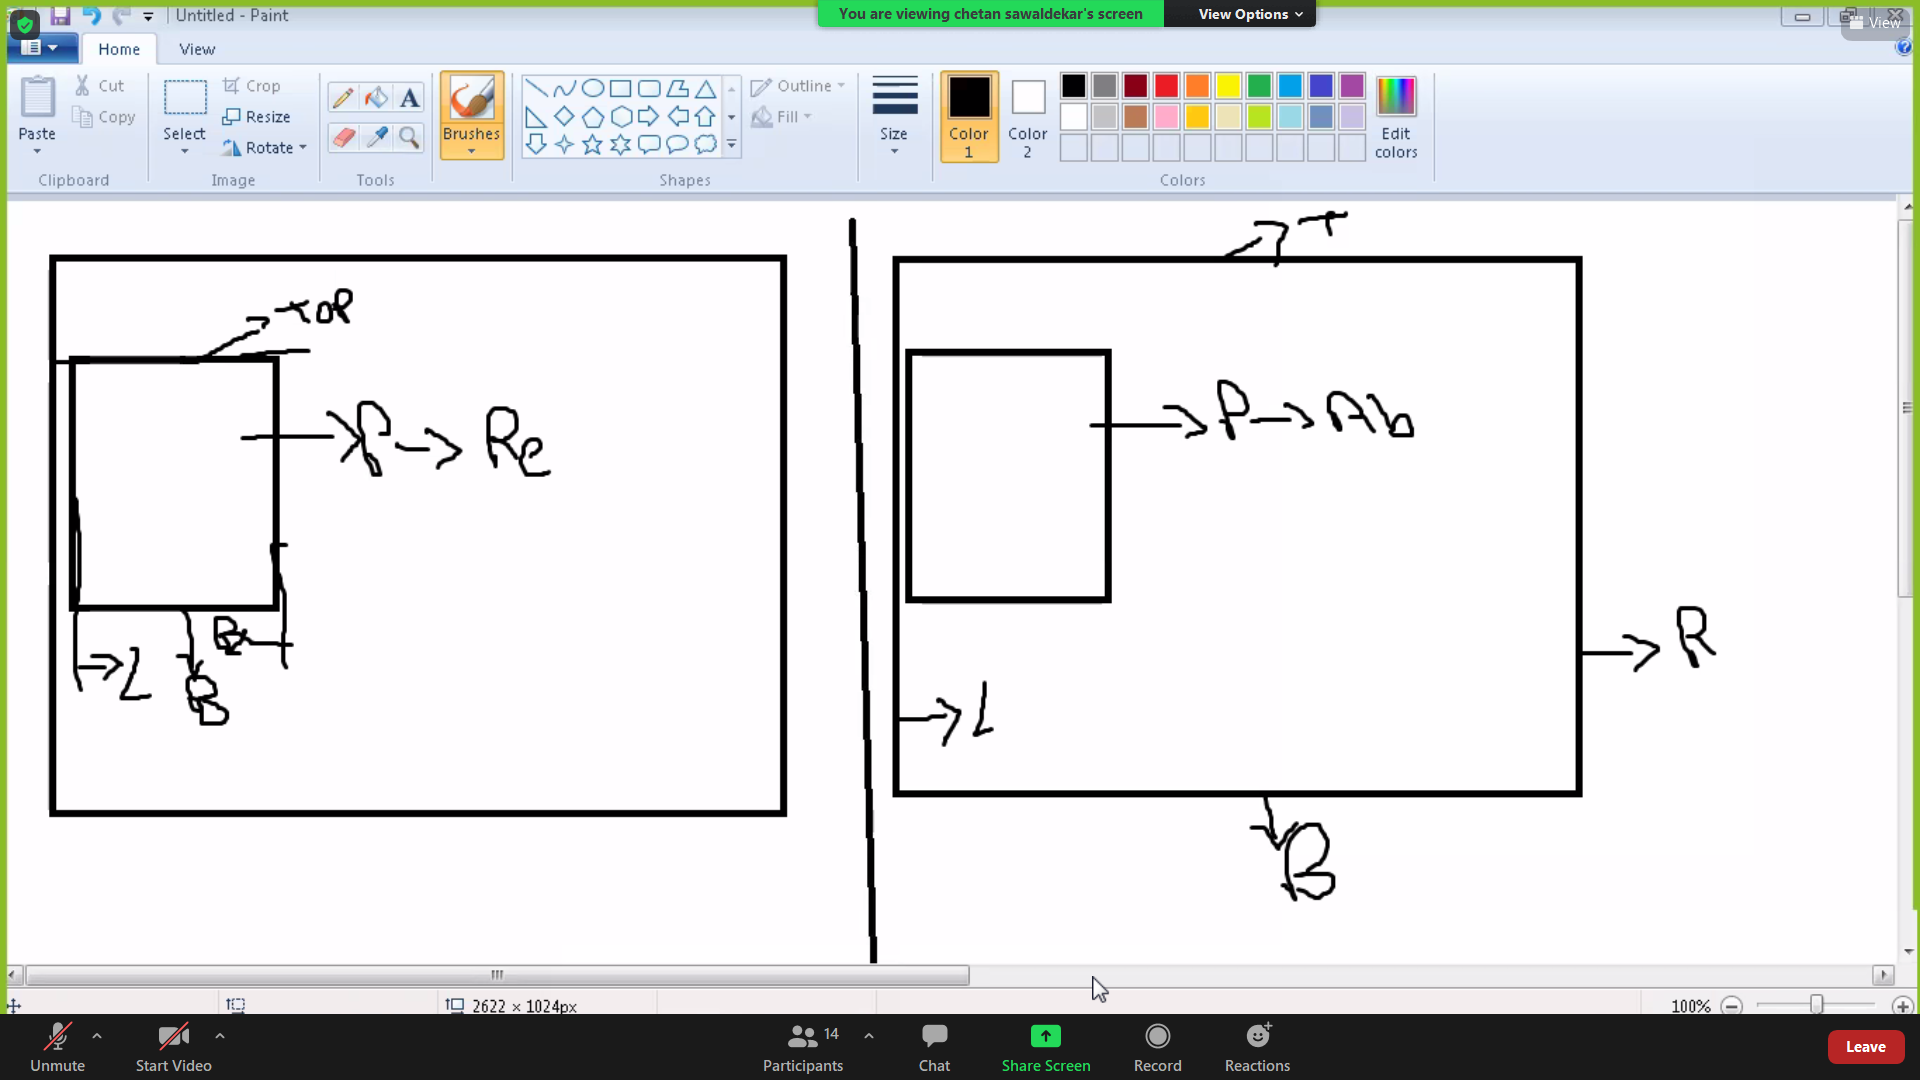 Untitled - Paint
You are viewing chetan sawaldekar's screen
View Options
View
Home
View
Paste
Cut
Copy
Clipboard
Select
Crop
Resize
Rotate
Image
A
Tools
Brushes
Shapes
Outline
Fill
Size
Color 1
Color 2
Edit colors
Colors
TOP
P → Re
L
B
R
T
P → Ab
L
R
B
2622 × 1024px
100%
Unmute
Start Video
Participants
14
Chat
Share Screen
Record
Reactions
Leave